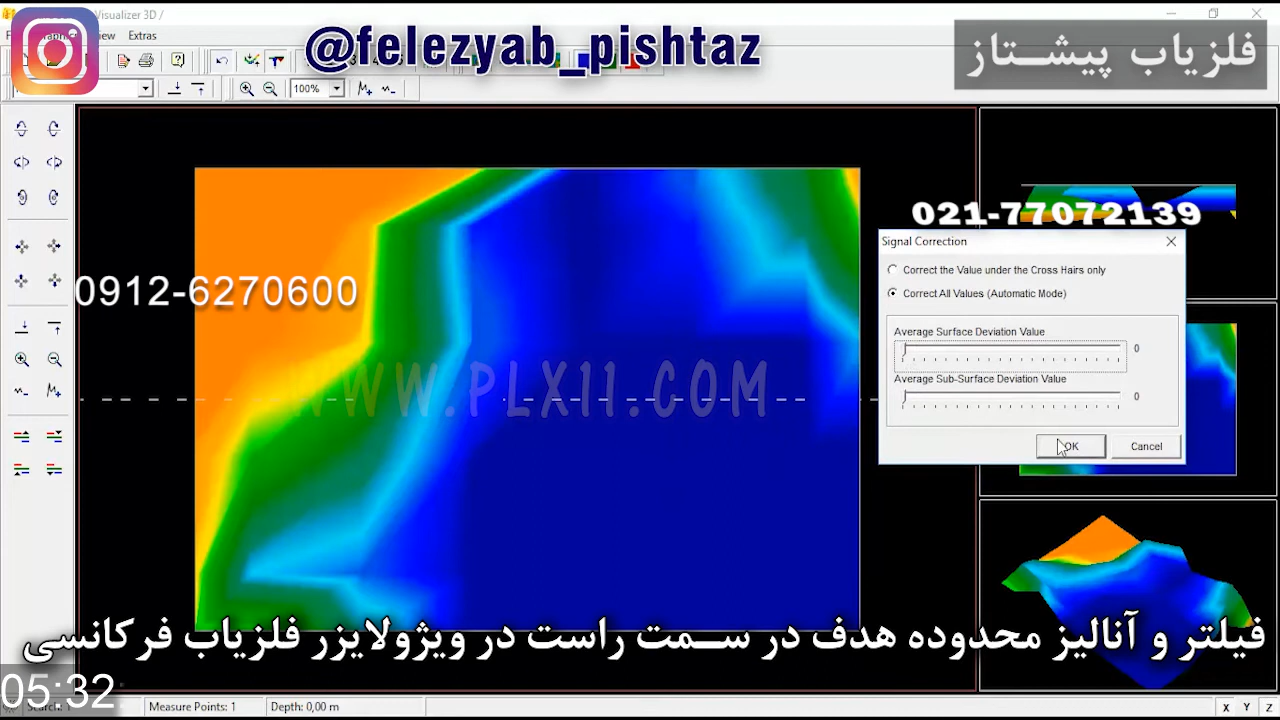 Visualizer 3D /
Extras
@felezyab_pishtaz
فلزیاب پیشــتاز
100%
021-77072139
Signal Correction
Correct the Value under the Cross Hairs only
Correct All Values (Automatic Mode)
Average Surface Deviation Value
0
Average Sub-Surface Deviation Value
0
OK
Cancel
0912-6270600
WWW.PLX11.COM
فیلتر و آنالیز محدوده هدف در ســمت راست در ویژولایزر فلزیاب فرکانسی
05:32
Measure Points: 1
Depth: 0,00 m
X Y Z